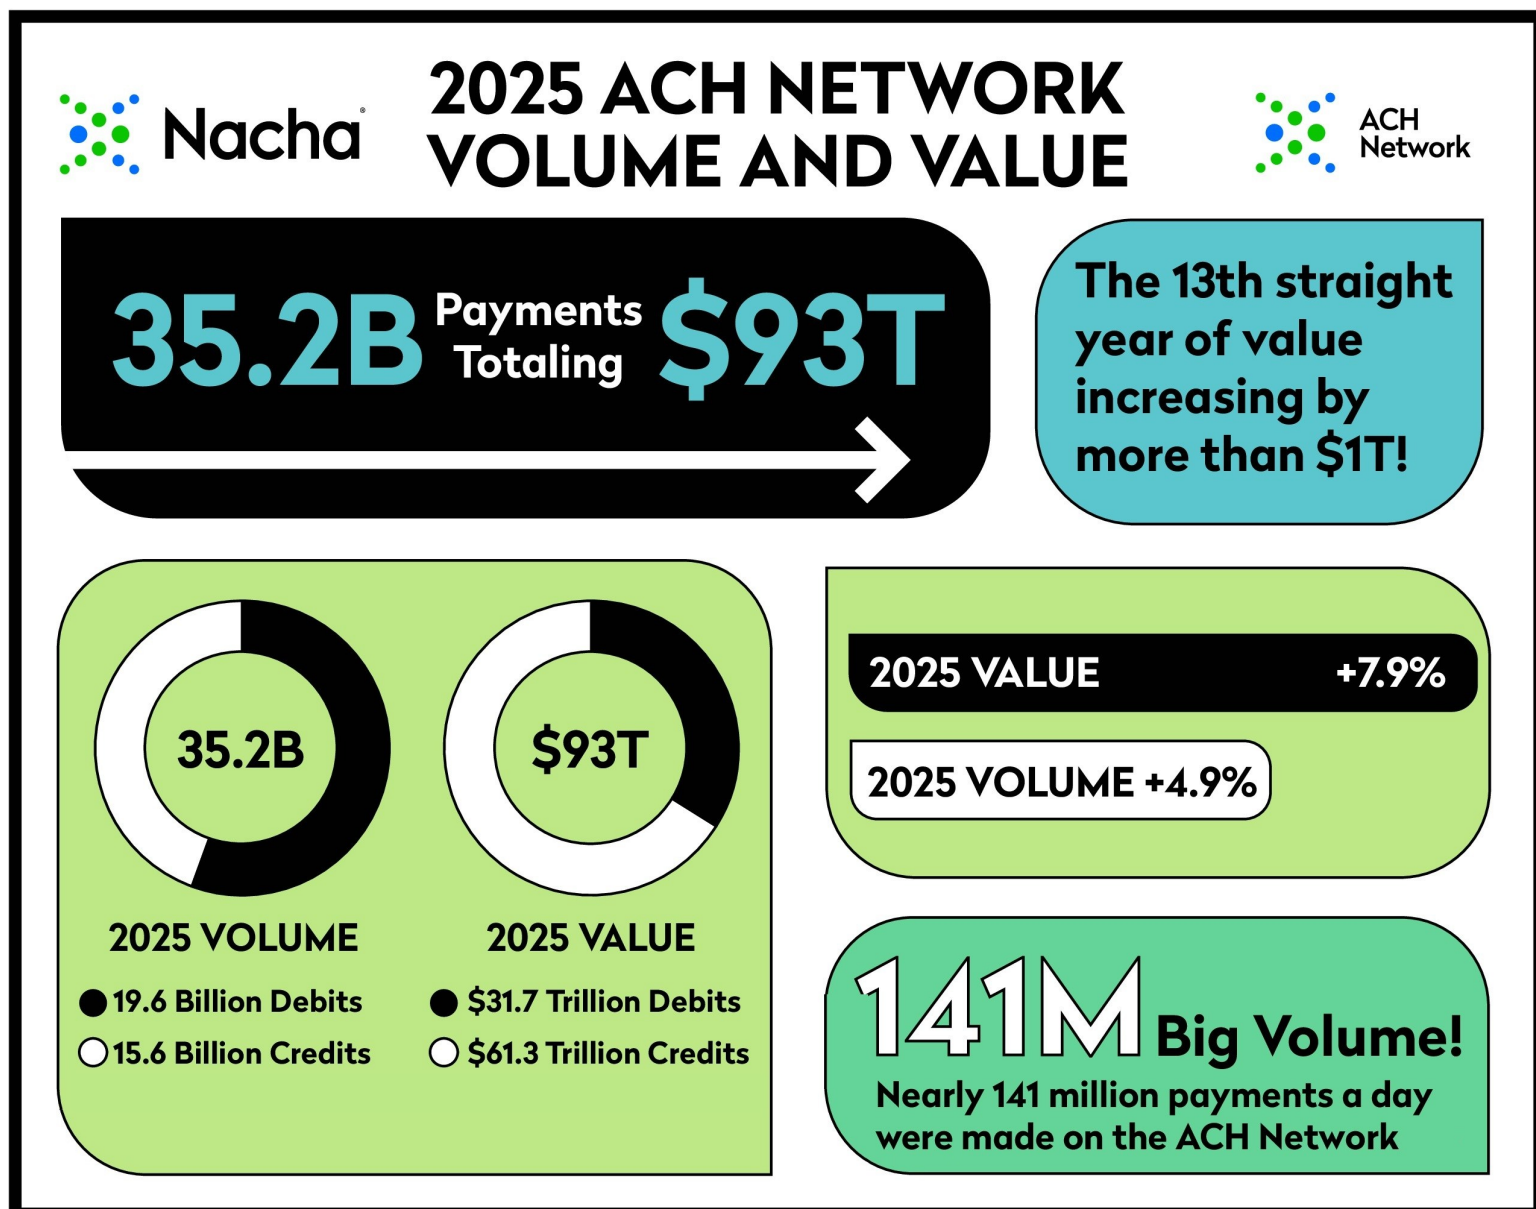 Nacha®
2025 ACH NETWORK
VOLUME AND VALUE
ACH
Network
35.2B
Payments
Totaling
$93T
The 13th straight
year of value
increasing by
more than $1T!
35.2B
2025 VOLUME
19.6 Billion Debits
15.6 Billion Credits
$93T
2025 VALUE
$31.7 Trillion Debits
$61.3 Trillion Credits
2025 VALUE +7.9%
2025 VOLUME +4.9%
141M Big Volume!
Nearly 141 million payments a day
were made on the ACH Network